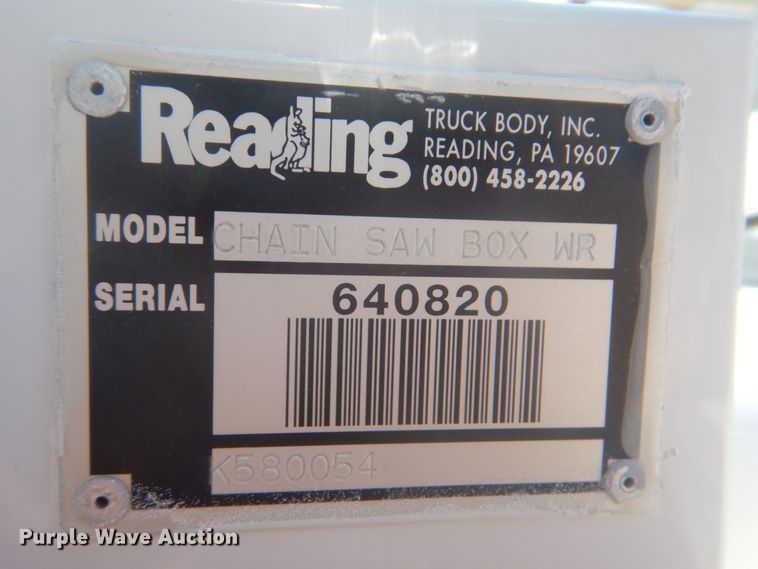 Reading
TRUCK BODY, INC.
READING, PA 19607
(800) 458-2226
MODEL CHAIN SAW BOX WR
SERIAL 640820
K580054
Purple Wave Auction